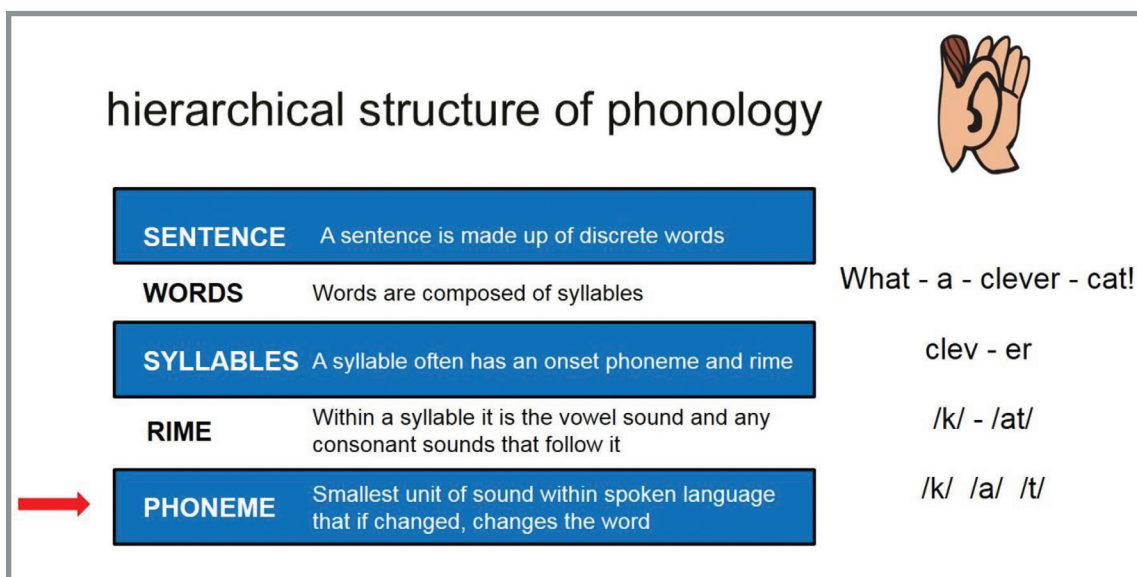 hierarchical structure of phonology
SENTENCE A sentence is made up of discrete words
WORDS Words are composed of syllables
What - a - clever - cat!
SYLLABLES A syllable often has an onset phoneme and rime
clev - er
RIME Within a syllable it is the vowel sound and any
consonant sounds that follow it
/k/ - /at/
PHONEME Smallest unit of sound within spoken language
that if changed, changes the word
/k/ /a/ /t/